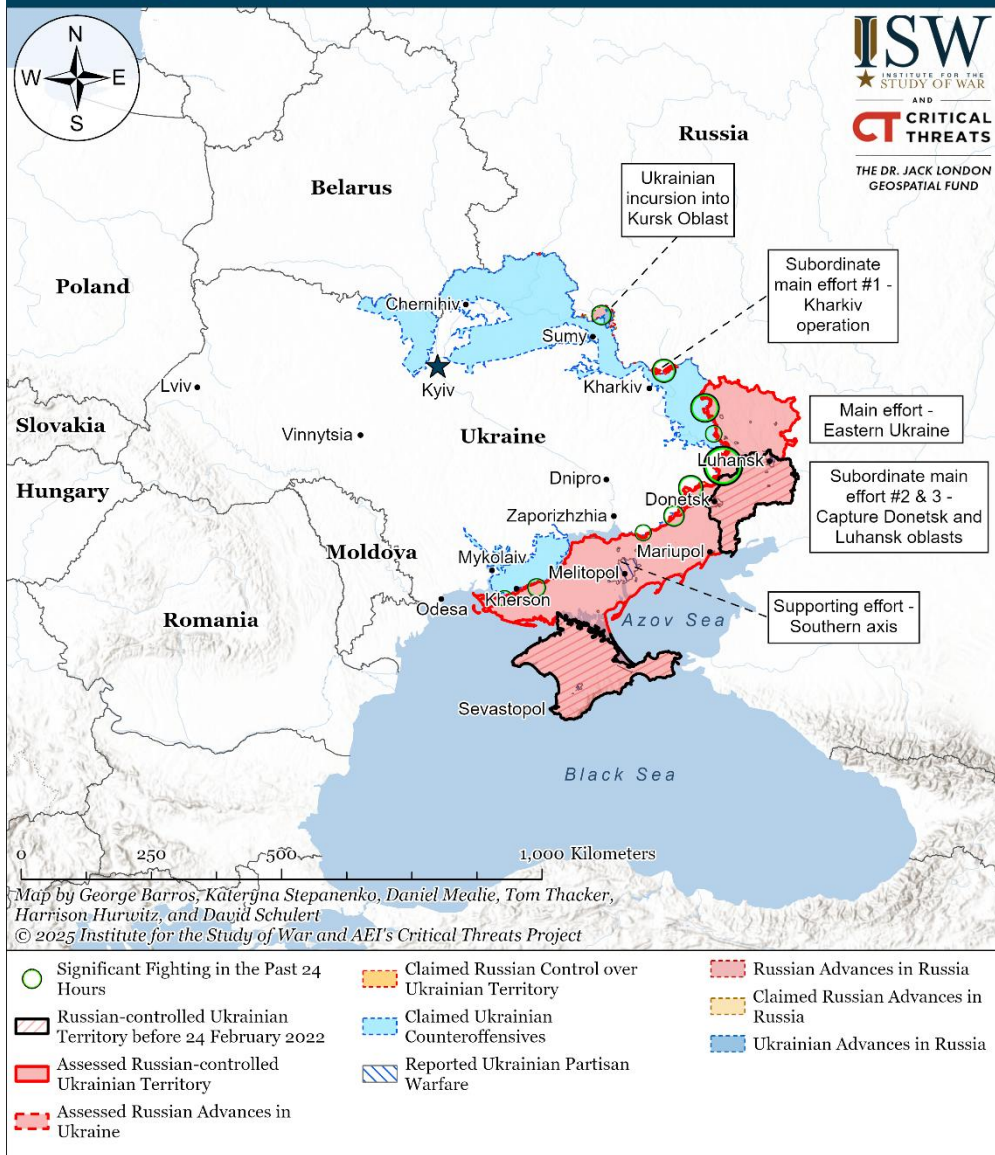 N
W E
S
ISW
INSTITUTE FOR THE
STUDY OF WAR
AND
CT CRITICAL
THREATS
THE DR. JACK LONDON
GEOSPATIAL FUND
Russia
Belarus
Ukrainian
incursion into
Kursk Oblast
Subordinate
main effort #1 -
Kharkiv
operation
Poland
Chernihiv
Sumy
Kyiv
Kharkiv
Lviv
Slovakia
Vinnytsia
Ukraine
Main effort -
Eastern Ukraine
Luhansk
Hungary
Dnipro
Donetsk
Subordinate main
effort #2 & 3 -
Capture Donetsk and
Luhansk oblasts
Zaporizhzhia
Moldova
Mykolaiv
Mariupol
Melitopol
Kherson
Odesa
Romania
Azov Sea
Supporting effort -
Southern axis
Sevastopol
Black Sea
0 250 500 1,000 Kilometers
Map by George Barros, Kateryna Stepanenko, Daniel Mealie, Tom Thacker,
Harrison Hurwitz, and David Schulert
© 2025 Institute for the Study of War and AEI's Critical Threats Project
Significant Fighting in the Past 24
Hours
Russian-controlled Ukrainian
Territory before 24 February 2022
Assessed Russian-controlled
Ukrainian Territory
Assessed Russian Advances in
Ukraine
Claimed Russian Control over
Ukrainian Territory
Claimed Ukrainian
Counteroffensives
Reported Ukrainian Partisan
Warfare
Russian Advances in Russia
Claimed Russian Advances in
Russia
Ukrainian Advances in Russia